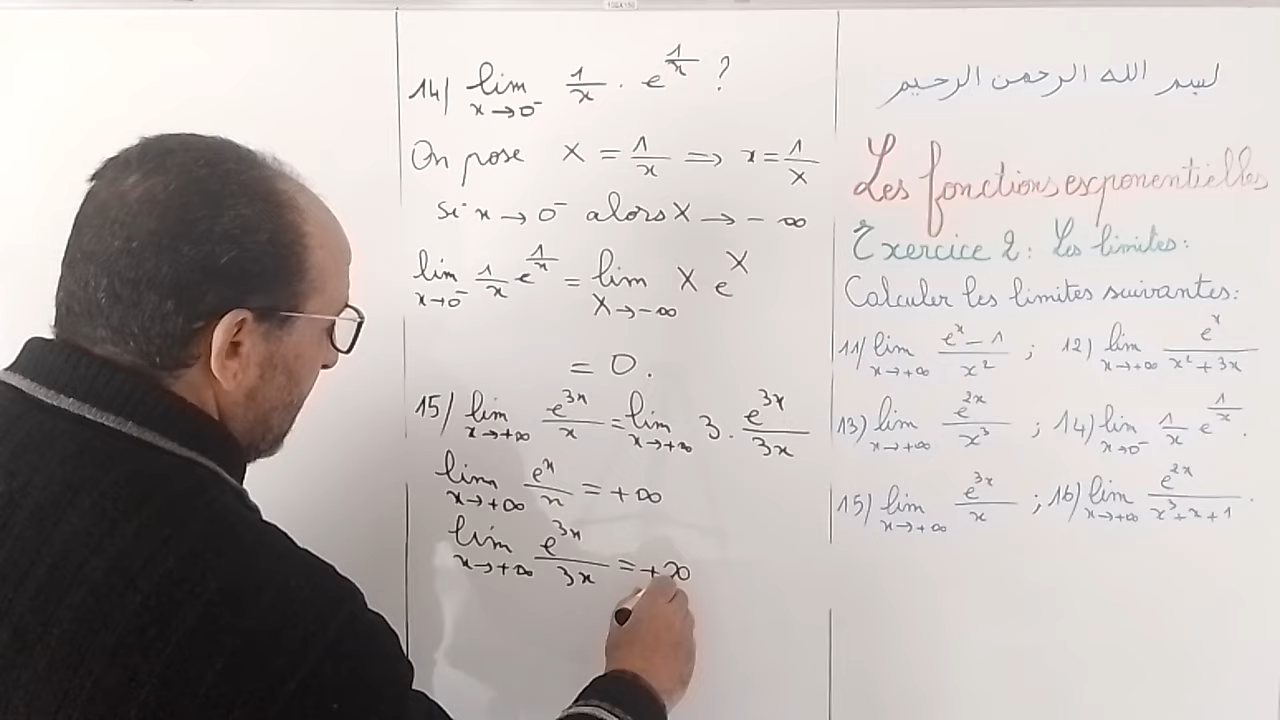 14/ lim x→0⁻ 1/x . e^(1/x) ?
On pose X = 1/x ⇒ x = 1/X
si x → 0⁻ alors X → -∞
lim x→0⁻ 1/x e^(1/x) = lim X→-∞ X e^X
= 0.
15/ lim x→+∞ e^(3x)/x = lim x→+∞ 3 . e^(3x)/3x
lim x→+∞ e^x/x = +∞
lim x→+∞ e^(3x)/3x = +∞
بسم الله الرحمن الرحيم
Les fonctions exponentielles
Exercice 2: Les limites:
Calculer les limites suivantes:
11/ lim x→+∞ (e^x - 1)/x² ; 12) lim x→+∞ e^x/(x² + 3x)
13) lim x→+∞ e^(2x)/x³ ; 14) lim x→0⁻ 1/x e^(1/x).
15) lim x→+∞ e^(3x)/x ; 16) lim x→+∞ e^(2x)/(x³+x+1).